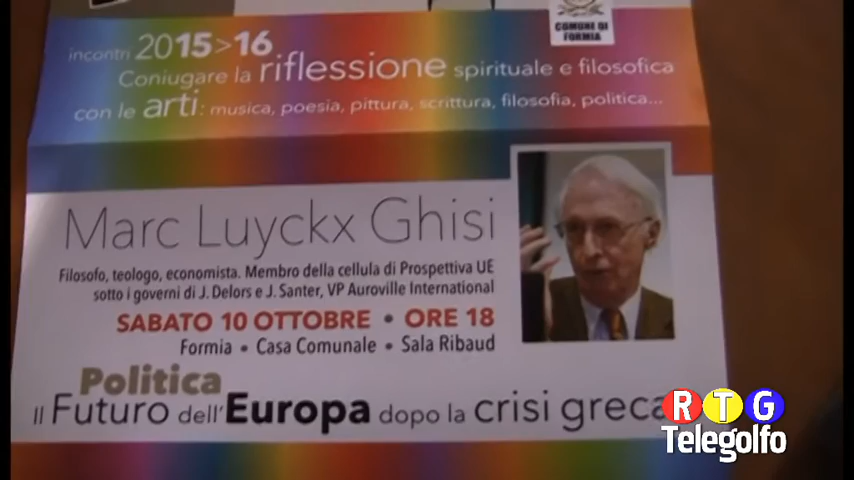 COMUNE DI
FORMIA
incontri 2015>16
Coniugare la riflessione spirituale e filosofica
con le arti: musica, poesia, pittura, scrittura, filosofia, politica...
Marc Luyckx Ghisi
Filosofo, teologo, economista. Membro della cellula di Prospettiva UE
sotto i governi di J. Delors e J. Santer, VP Auroville International
SABATO 10 OTTOBRE • ORE 18
Formia • Casa Comunale • Sala Ribaud
Politica
Il Futuro dell'Europa dopo la crisi greca
RTG
Telegolfo